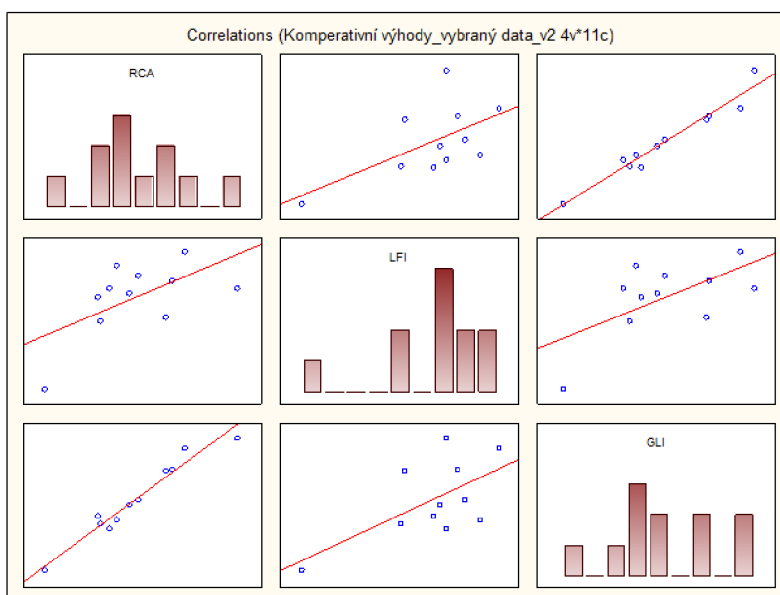 Correlations (Komperativní výhody_vybraný data_v2 4v*11c)
RCA
LFI
GLI